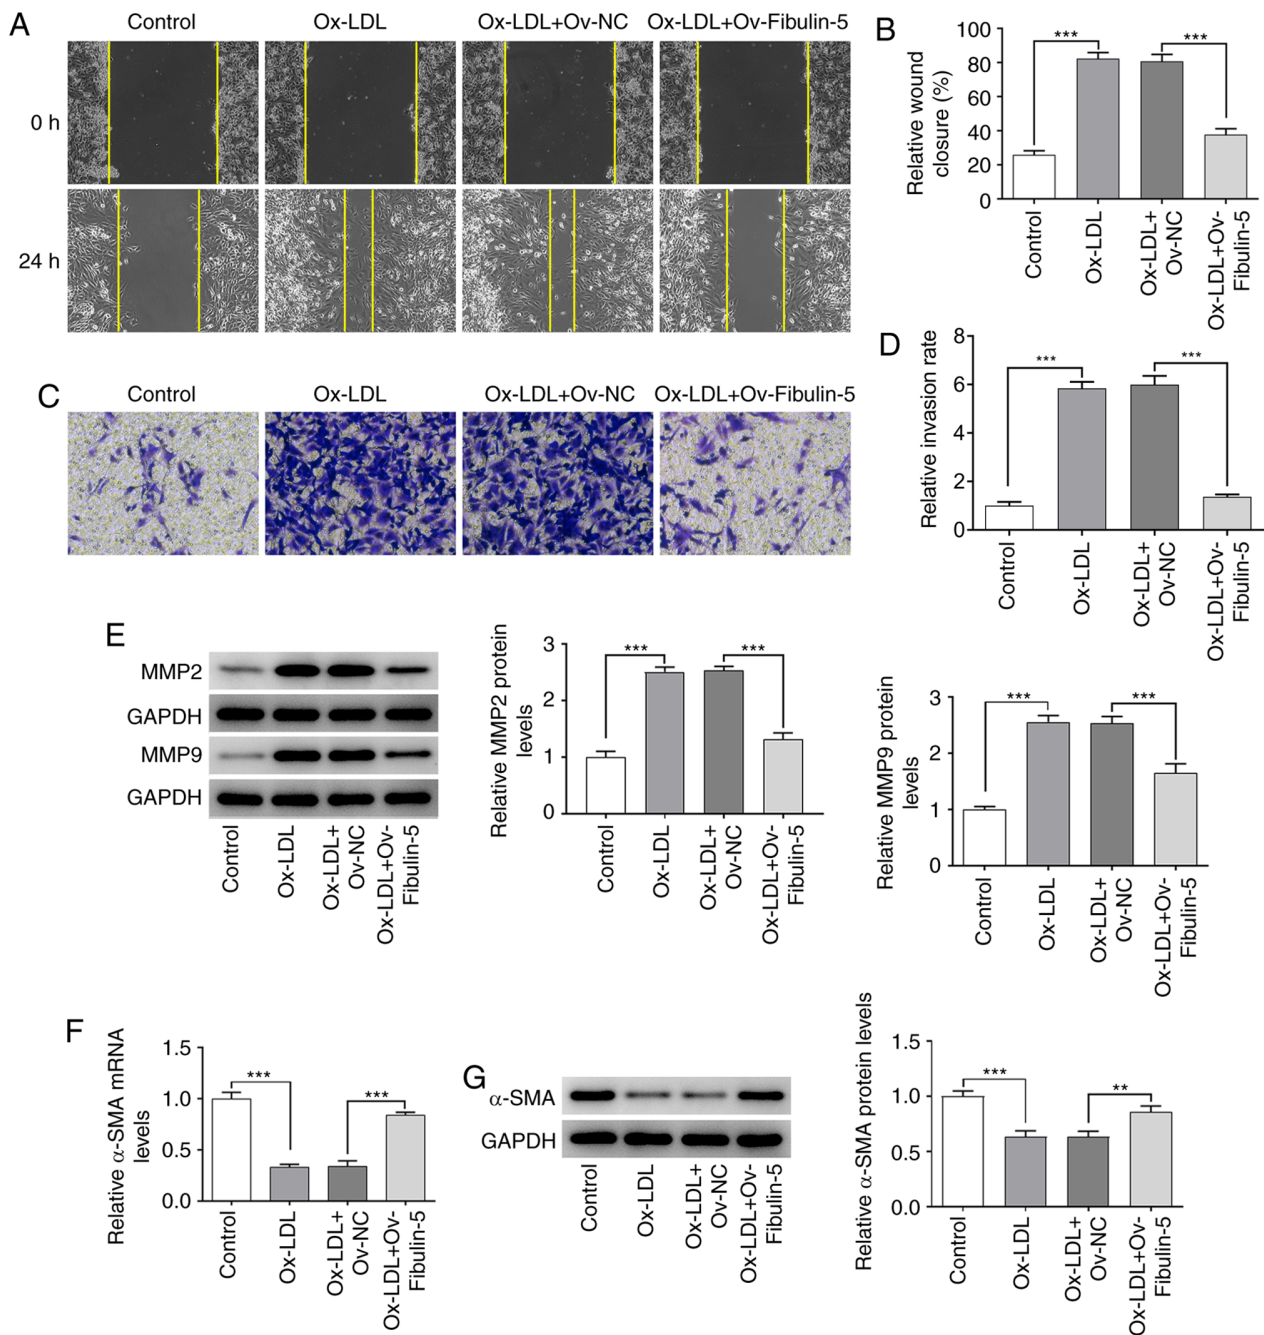 A
Control
Ox-LDL
Ox-LDL+Ov-NC
Ox-LDL+Ov-Fibulin-5
0 h
24 h
B
Relative wound
closure (%)
100
80
60
40
20
0
***
***
Control
Ox-LDL
Ox-LDL+
Ov-NC
Ox-LDL+Ov-
Fibulin-5
C
Control
Ox-LDL
Ox-LDL+Ov-NC
Ox-LDL+Ov-Fibulin-5
D
Relative invasion rate
8
6
4
2
0
***
***
Control
Ox-LDL
Ox-LDL+
Ov-NC
Ox-LDL+Ov-
Fibulin-5
E
MMP2
GAPDH
MMP9
GAPDH
Control
Ox-LDL
Ox-LDL+
Ov-NC
Ox-LDL+Ov-
Fibulin-5
Relative MMP2 protein
levels
3
2
1
0
***
***
Control
Ox-LDL
Ox-LDL+
Ov-NC
Ox-LDL+Ov-
Fibulin-5
Relative MMP9 protein
levels
3
2
1
0
***
***
Control
Ox-LDL
Ox-LDL+
Ov-NC
Ox-LDL+Ov-
Fibulin-5
F
Relative α-SMA mRNA
levels
1.5
1.0
0.5
0.0
***
***
Control
Ox-LDL
Ox-LDL+
Ov-NC
Ox-LDL+Ov-
Fibulin-5
G
α-SMA
GAPDH
Control
Ox-LDL
Ox-LDL+
Ov-NC
Ox-LDL+Ov-
Fibulin-5
Relative α-SMA protein levels
1.5
1.0
0.5
0.0
***
**
Control
Ox-LDL
Ox-LDL+
Ov-NC
Ox-LDL+Ov-
Fibulin-5